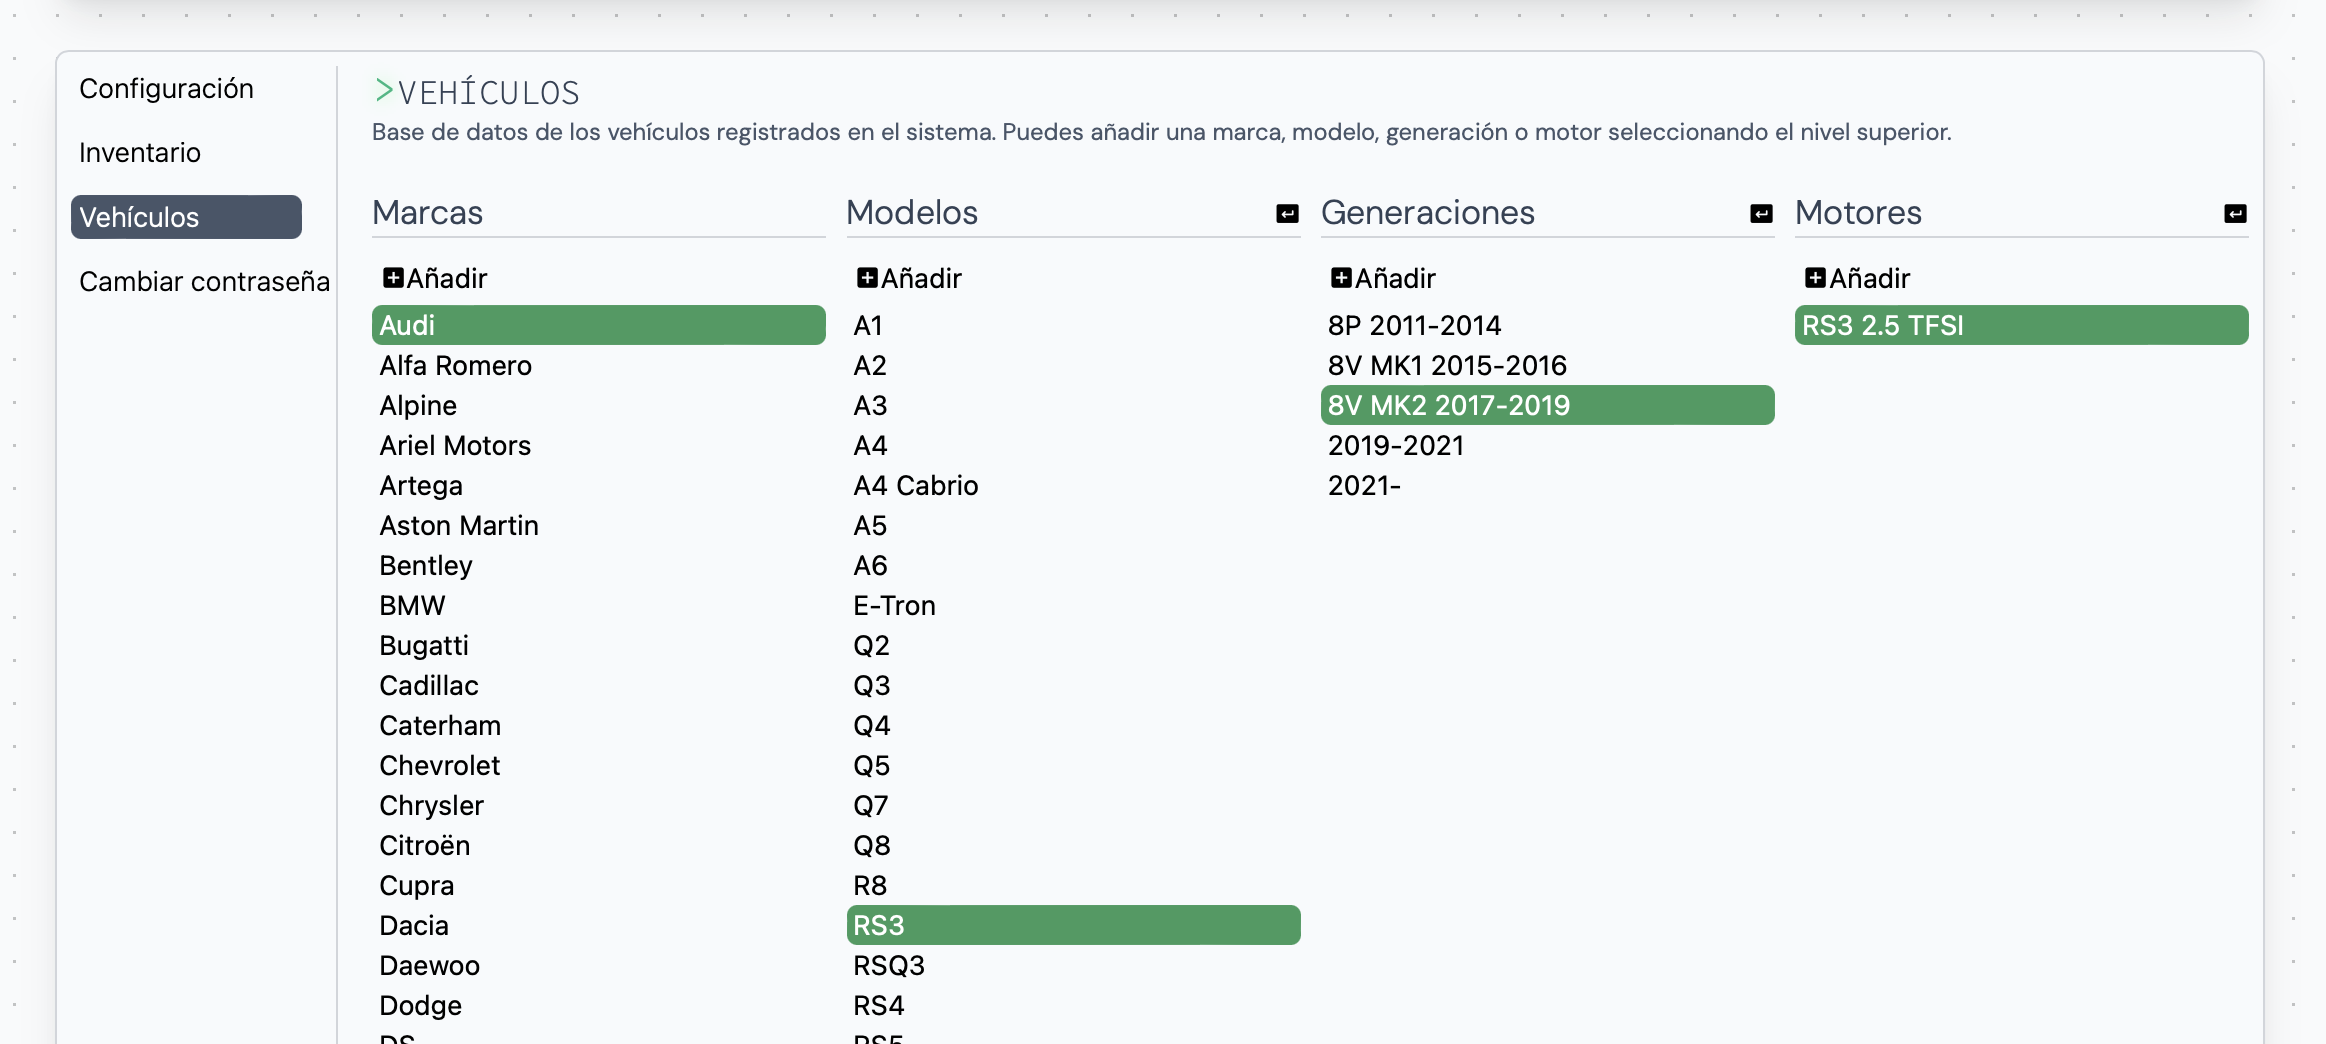 Configuración
Inventario
Vehículos
Cambiar contraseña
>VEHÍCULOS
Base de datos de los vehículos registrados en el sistema. Puedes añadir una marca, modelo, generación o motor seleccionando el nivel superior.
Marcas
Añadir
Audi
Alfa Romero
Alpine
Ariel Motors
Artega
Aston Martin
Bentley
BMW
Bugatti
Cadillac
Caterham
Chevrolet
Chrysler
Citroën
Cupra
Dacia
Daewoo
Dodge
DS
Modelos
Añadir
A1
A2
A3
A4
A4 Cabrio
A5
A6
E-Tron
Q2
Q3
Q4
Q5
Q7
Q8
R8
RS3
RSQ3
RS4
RS5
Generaciones
Añadir
8P 2011-2014
8V MK1 2015-2016
8V MK2 2017-2019
2019-2021
2021-
Motores
Añadir
RS3 2.5 TFSI